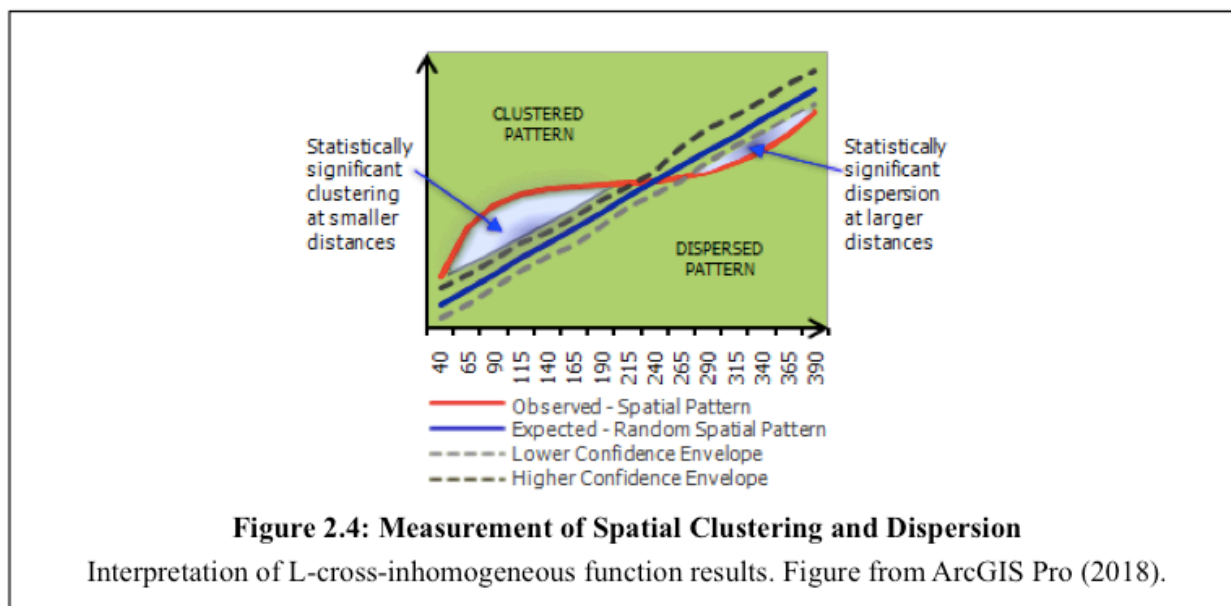 CLUSTERED
PATTERN
Statistically
significant
clustering
at smaller
distances
Statistically
significant
dispersion
at larger
distances
DISPERSED
PATTERN
40
65
90
115
140
165
190
215
240
265
290
315
340
365
390
Observed - Spatial Pattern
Expected - Random Spatial Pattern
Lower Confidence Envelope
Higher Confidence Envelope
Figure 2.4: Measurement of Spatial Clustering and Dispersion
Interpretation of L-cross-inhomogeneous function results. Figure from ArcGIS Pro (2018).